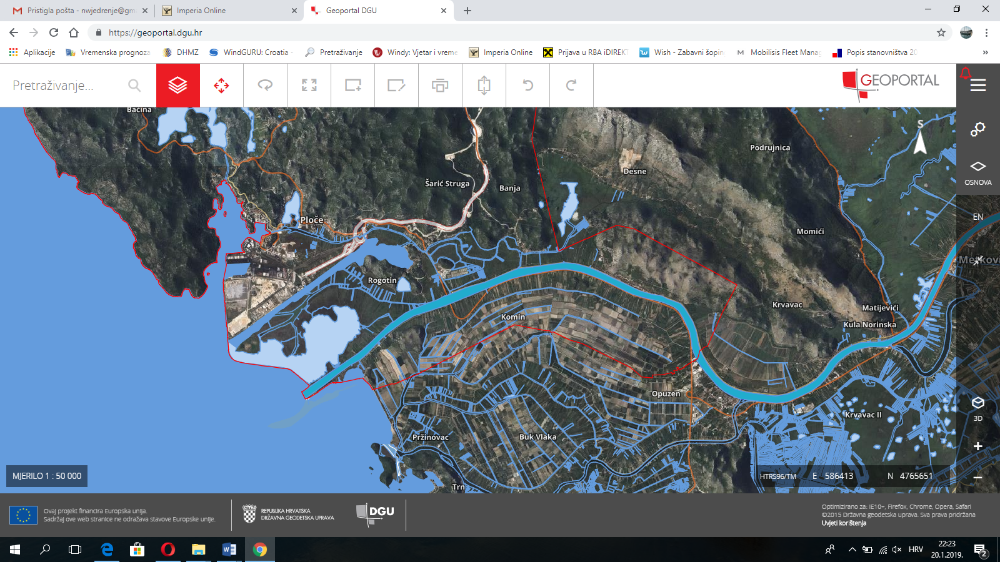 Pristigla pošta - nwjedrenje@gm
Imperia Online
Geoportal DGU
https://geoportal.dgu.hr
Aplikacije
Vremenska prognoza
DHMZ
WindGURU: Croatia -
Pretraživanje
Windy: Vjetar i vreme
Imperia Online
Prijava u RBA iDIREKT
Wish - Zabavni šopin
Mobilisis Fleet Manag
Popis stanovništva 20
»
Pretraživanje...
GEOPORTAL
Baćina
S
Podrujnica
Desne
Šarić Struga
Banja
OSNOVA
EN
Ploče
Momići
Metkovi
Rogotin
Krvavac
Matijevići
Komin
Kula Norinska
Opuzen
Krvavac II
3D
Pržinovac
Buk Vlaka
Trn
MJERILO 1 : 50 000
HTRS96/TM E 586413 N 4765651
Ovaj projekt financira Europska unija.
Sadržaj ove web stranice ne odražava stavove Europske unije.
REPUBLIKA HRVATSKA
DRŽAVNA GEODETSKA UPRAVA
DGU
Optimizirano za: IE10+, Firefox, Chrome, Opera, Safari
©2015 Državna geodetska uprava. Sva prava pridržana
Uvjeti korištenja
HRV
22:23
20.1.2019.
2